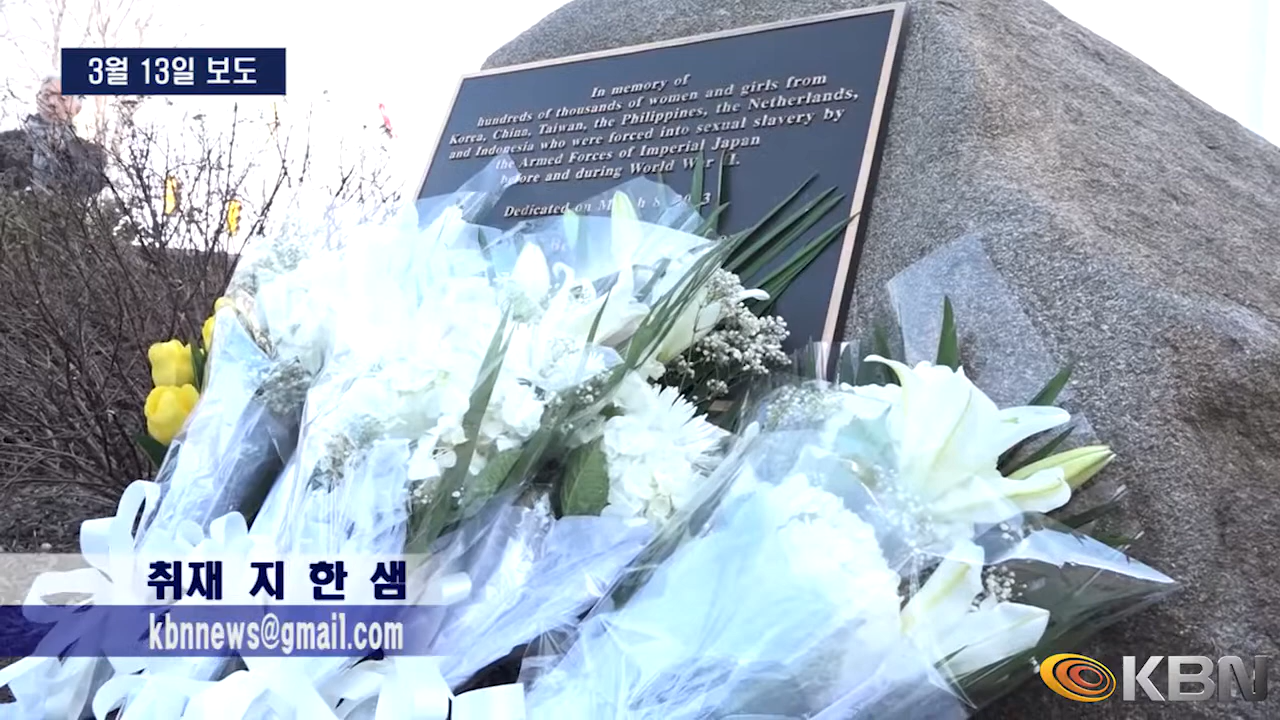 3월 13일 보도
In memory of
hundreds of thousands of women and girls from
Korea, China, Taiwan, the Philippines, the Netherlands,
and Indonesia who were forced into sexual slavery by
the Armed Forces of Imperial Japan
before and during World War II.
Dedicated on March 8, 2013
취재 지 한 샘
kbnnews@gmail.com
KBN